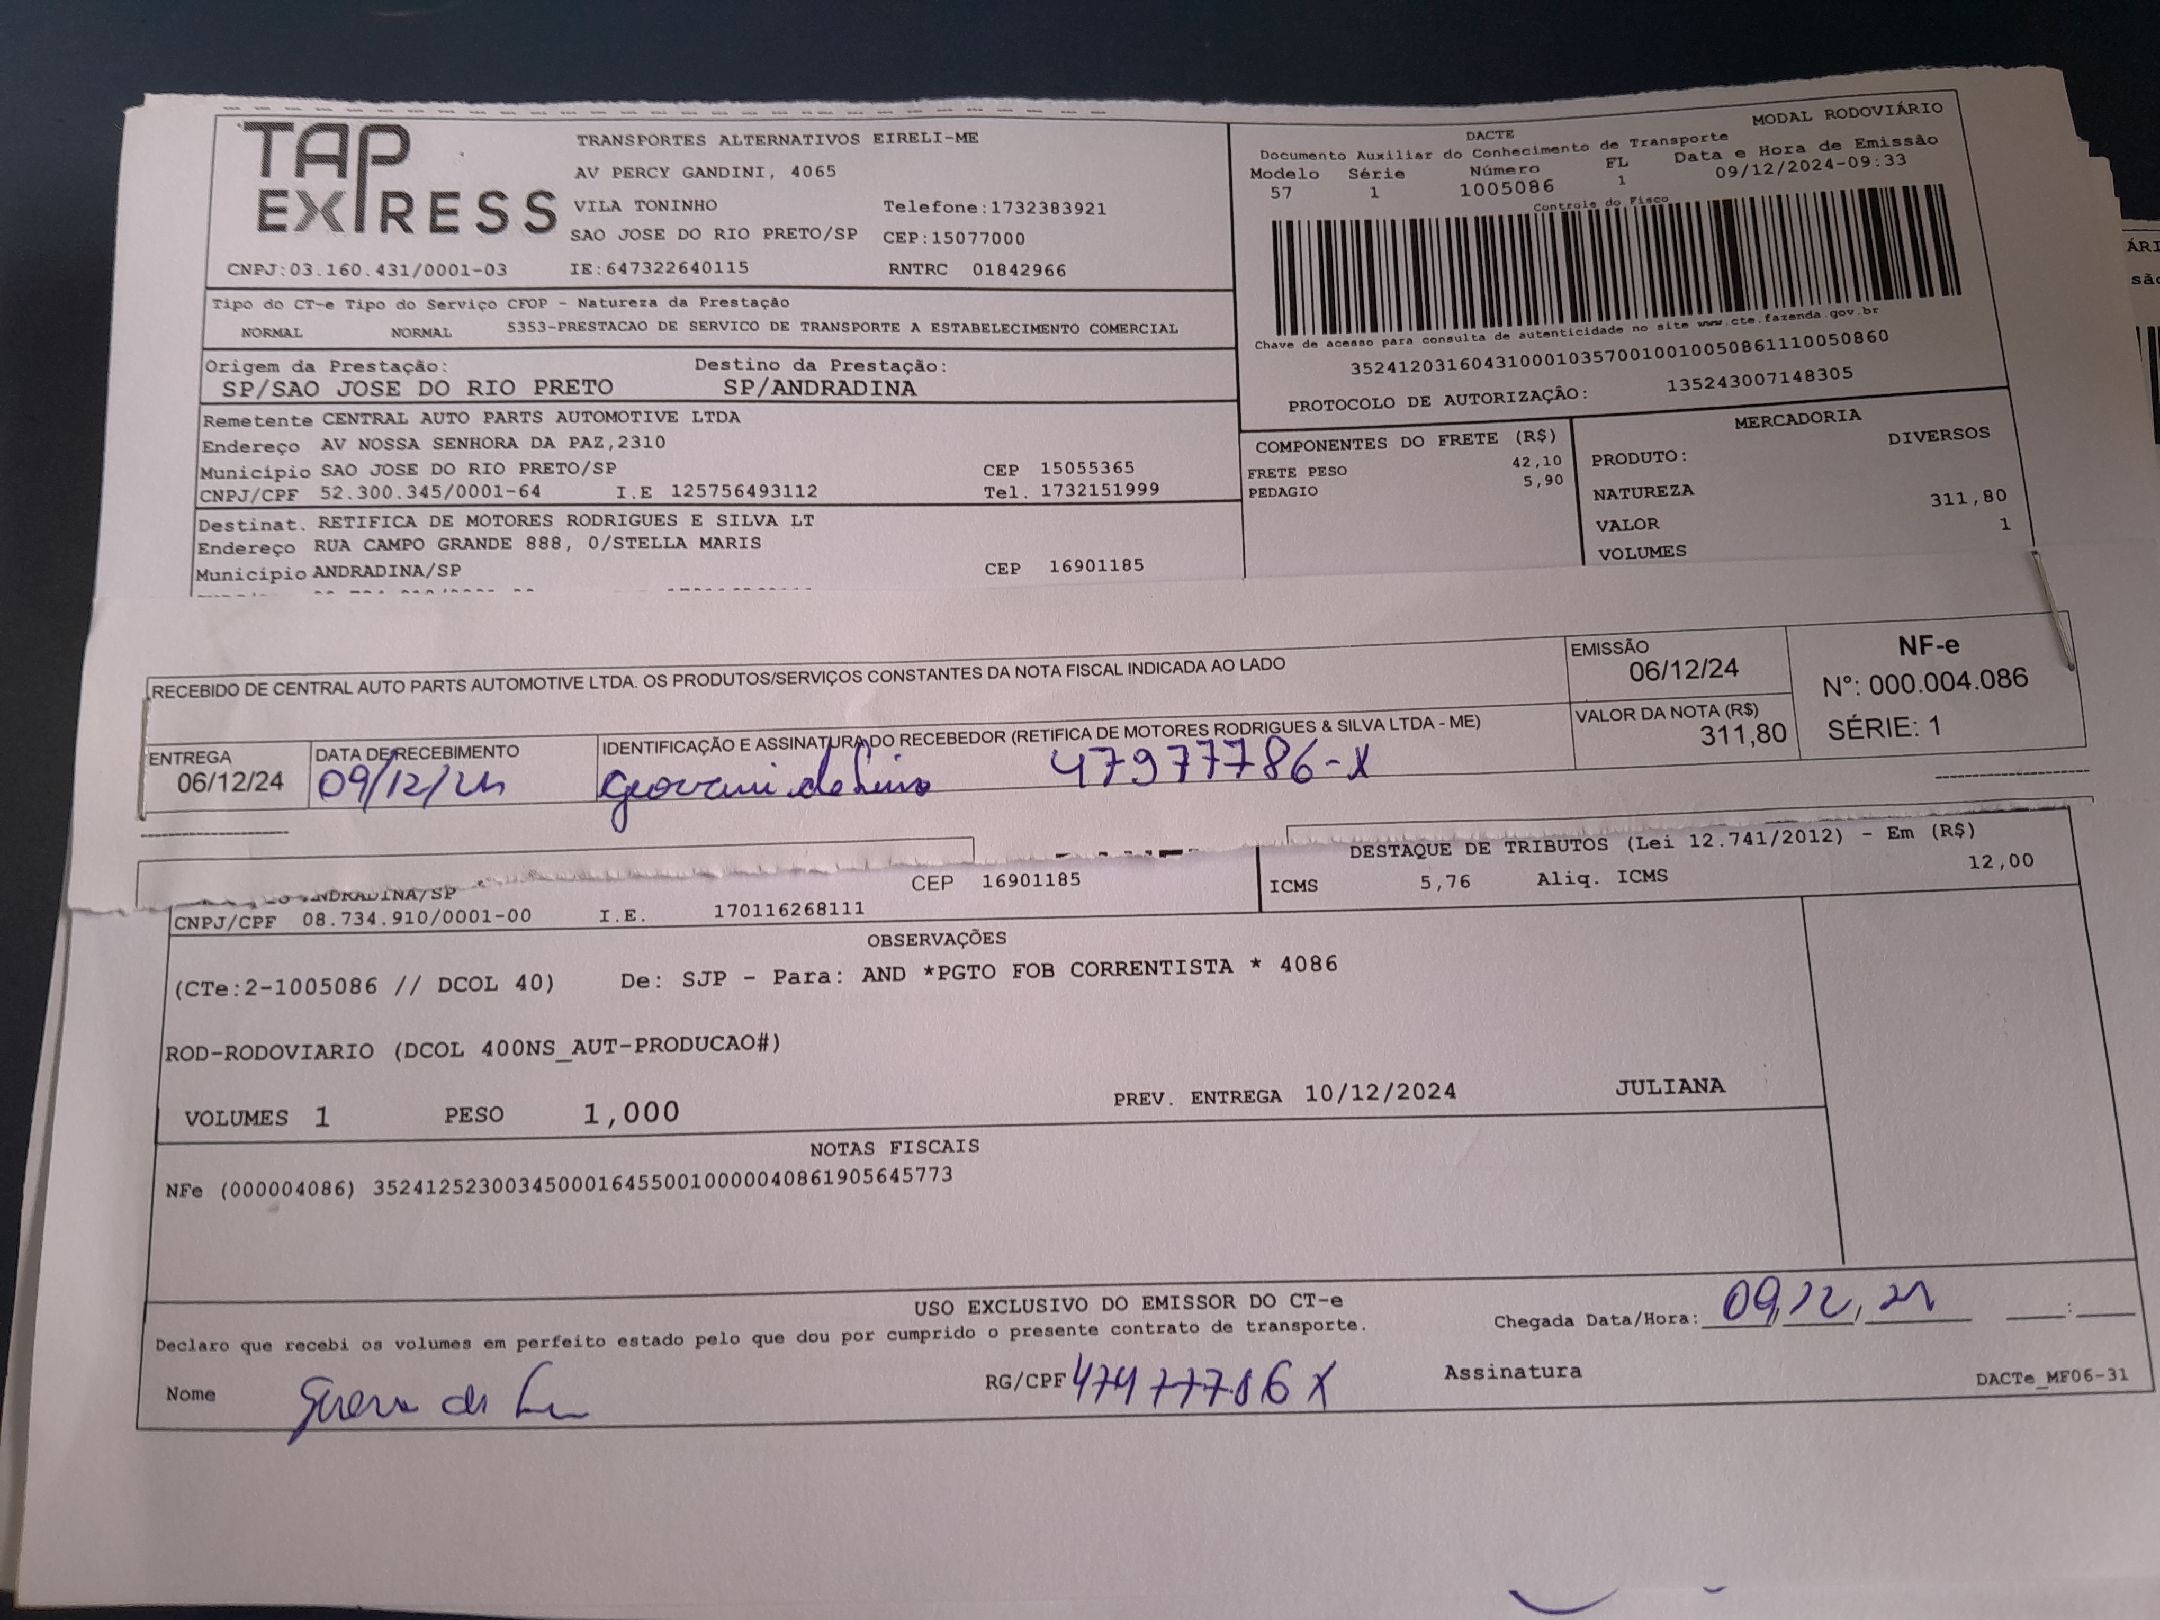 TAP EXPRESS
TRANSPORTES ALTERNATIVOS EIRELI-ME
AV PERCY GANDINI, 4065
VILA TONINHO Telefone:1732383921
SAO JOSE DO RIO PRETO/SP CEP:15077000
CNPJ:03.160.431/0001-03 IE:647322640115 RNTRC 01842966
MODAL RODOVIÁRIO
DACTE
Documento Auxiliar do Conhecimento de Transporte
Modelo Série Número FL Data e Hora de Emissão
57 1 1005086 1 09/12/2024-09:33
Controle do Fisco
Chave de acesso para consulta de autenticidade no site www.cte.fazenda.gov.br
35241203160431000103570010010050861110050860
PROTOCOLO DE AUTORIZAÇÃO: 135243007148305
Tipo do CT-e Tipo do Serviço CFOP - Natureza da Prestação
NORMAL NORMAL 5353-PRESTACAO DE SERVICO DE TRANSPORTE A ESTABELECIMENTO COMERCIAL
Origem da Prestação: Destino da Prestação:
SP/SAO JOSE DO RIO PRETO SP/ANDRADINA
Remetente CENTRAL AUTO PARTS AUTOMOTIVE LTDA
Endereço AV NOSSA SENHORA DA PAZ,2310
Município SAO JOSE DO RIO PRETO/SP CEP 15055365
CNPJ/CPF 52.300.345/0001-64 I.E 125756493112 Tel. 1732151999
Destinat. RETIFICA DE MOTORES RODRIGUES E SILVA LT
Endereço RUA CAMPO GRANDE 888, 0/STELLA MARIS
Município ANDRADINA/SP CEP 16901185
COMPONENTES DO FRETE (R$)
FRETE PESO 42,10
PEDAGIO 5,90
MERCADORIA
PRODUTO: DIVERSOS
NATUREZA
VALOR 311,80
VOLUMES 1
RECEBIDO DE CENTRAL AUTO PARTS AUTOMOTIVE LTDA. OS PRODUTOS/SERVIÇOS CONSTANTES DA NOTA FISCAL INDICADA AO LADO
EMISSÃO
06/12/24
NF-e
Nº: 000.004.086
SÉRIE: 1
VALOR DA NOTA (R$)
311,80
ENTREGA
06/12/24
DATA DE RECEBIMENTO
09/12/24
IDENTIFICAÇÃO E ASSINATURA DO RECEBEDOR (RETIFICA DE MOTORES RODRIGUES & SILVA LTDA - ME)
Geovani de 47977786-X
ANDRADINA/SP CEP 16901185
CNPJ/CPF 08.734.910/0001-00 I.E. 170116268111
DESTAQUE DE TRIBUTOS (Lei 12.741/2012) - Em (R$)
ICMS 5,76 Aliq. ICMS 12,00
OBSERVAÇÕES
(CTe:2-1005086 // DCOL 40) De: SJP - Para: AND *PGTO FOB CORRENTISTA * 4086
ROD-RODOVIARIO (DCOL 400NS_AUT-PRODUCAO#)
VOLUMES 1 PESO 1,000 PREV. ENTREGA 10/12/2024 JULIANA
NOTAS FISCAIS
NFe (000004086) 35241252300345000164550010000040861905645773
USO EXCLUSIVO DO EMISSOR DO CT-e
Declaro que recebi os volumes em perfeito estado pelo que dou por cumprido o presente contrato de transporte.
Chegada Data/Hora: 09, 12, 24 :
Nome RG/CPF 47977786 X Assinatura
DACTe_MF06-31